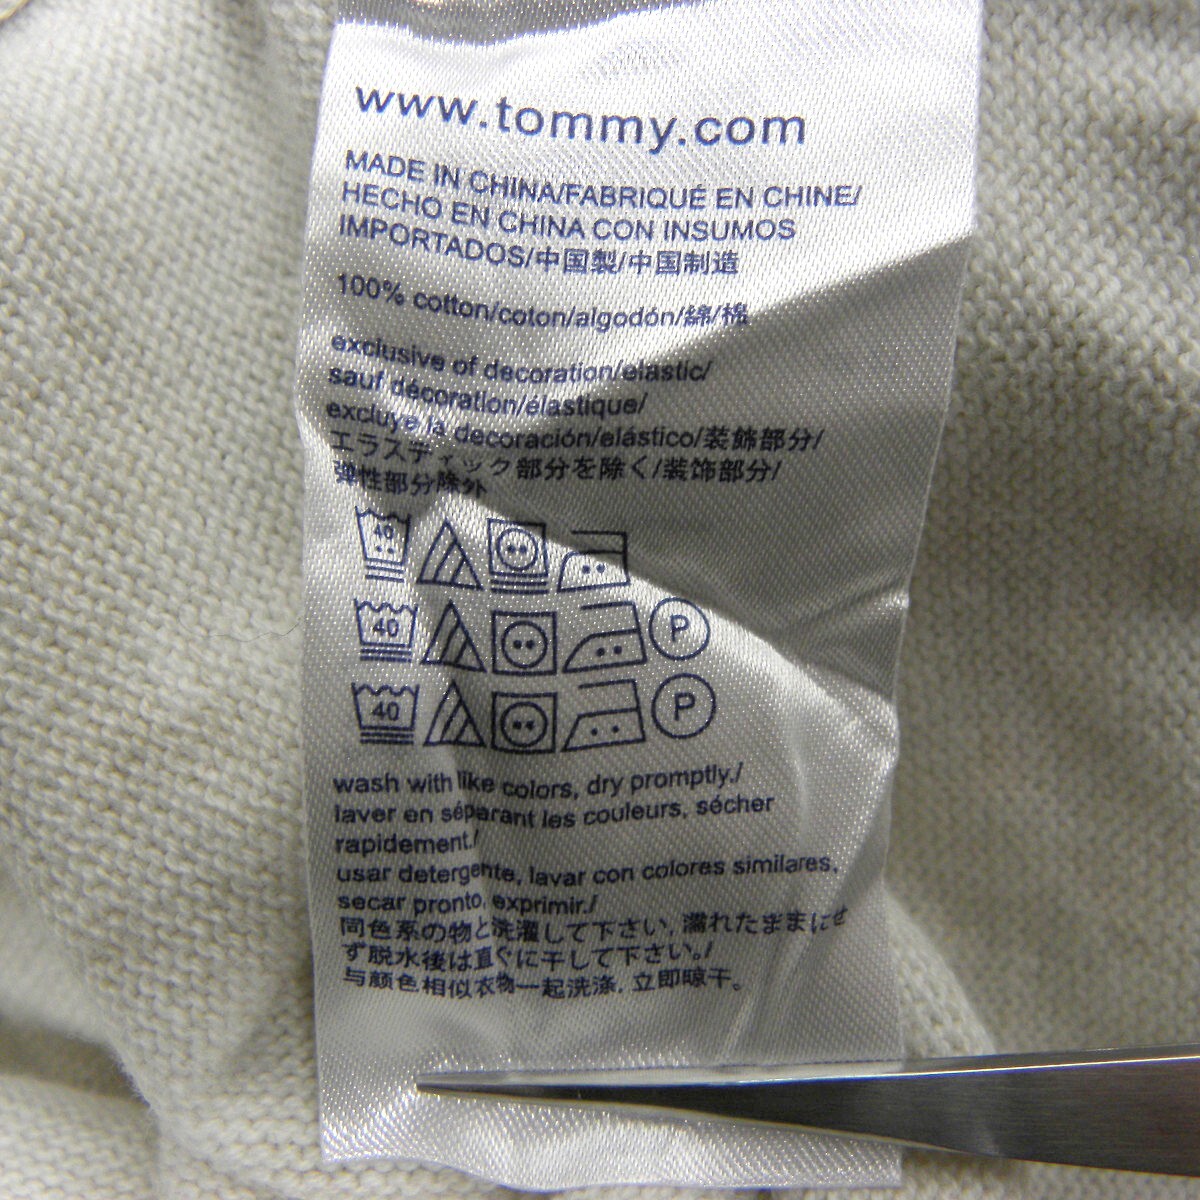 www.tommy.com
MADE IN CHINA/FABRIQUÉ EN CHINE/
HECHO EN CHINA CON INSUMOS
IMPORTADOS/中国製/中国制造
100% cotton/coton/algodón/綿/棉
exclusive of decoration/elastic/
sauf décoration/élastique/
excluye la decoración/elástico/装飾部分/
エラスティック部分を除く/装饰部分/
弹性部分除外
40
40 P
40 P
wash with like colors, dry promptly./
laver en séparant les couleurs, sécher
rapidement./
usar detergente, lavar con colores similares,
secar pronto, exprimir./
同色系の物と洗濯して下さい. 濡れたままにせ
ず脱水後は直ぐに干して下さい./
与颜色相似衣物一起洗涤. 立即晾干。